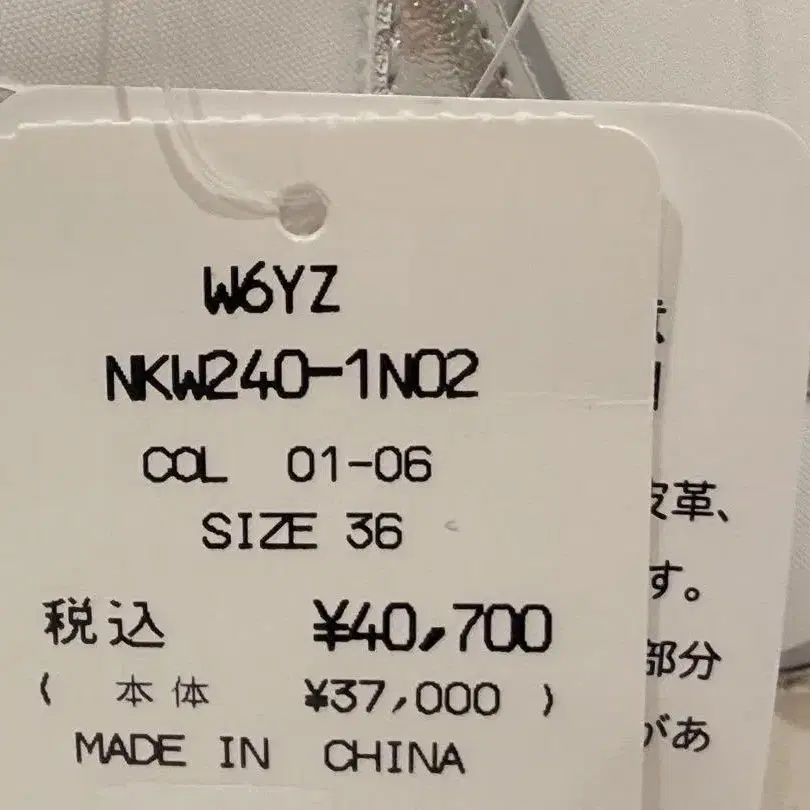 W6YZ
NKW240-1N02
COL 01-06
SIZE 36
税込 ¥40,700
( 本体 ¥37,000 )
MADE IN CHINA
皮革、
す。
部分
があ